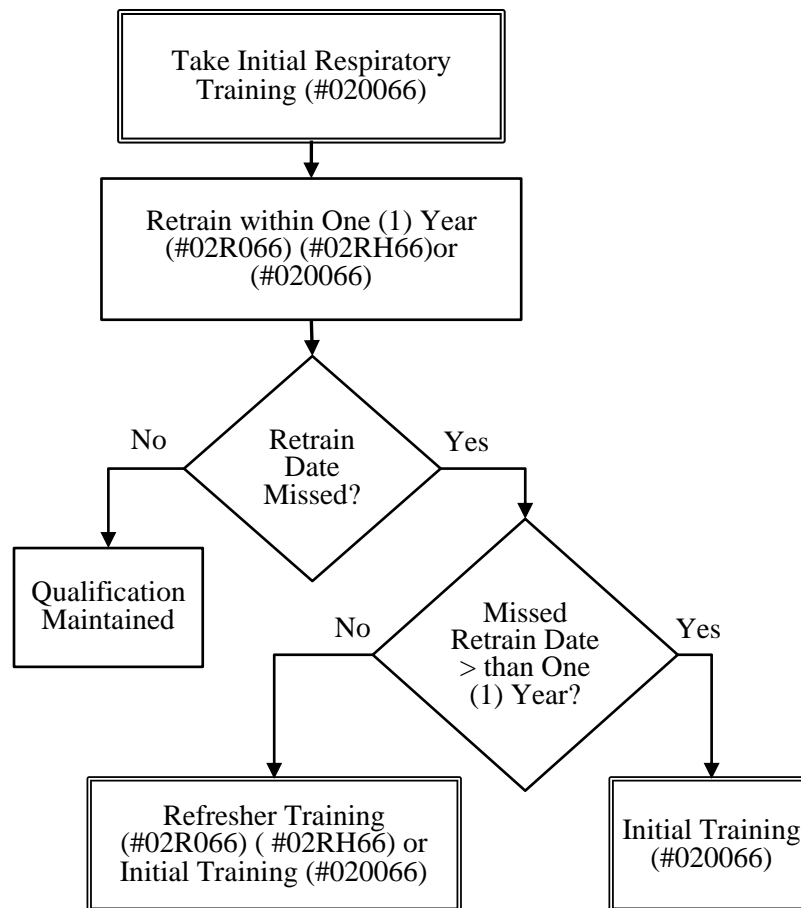 Take Initial Respiratory
Training (#020066)
Retrain within One (1) Year
(#02R066) (#02RH66)or
(#020066)
No
Retrain
Date
Missed?
Yes
Qualification
Maintained
No
Missed
Retrain Date
> than One
(1) Year?
Yes
Refresher Training
(#02R066) ( #02RH66) or
Initial Training (#020066)
Initial Training
(#020066)